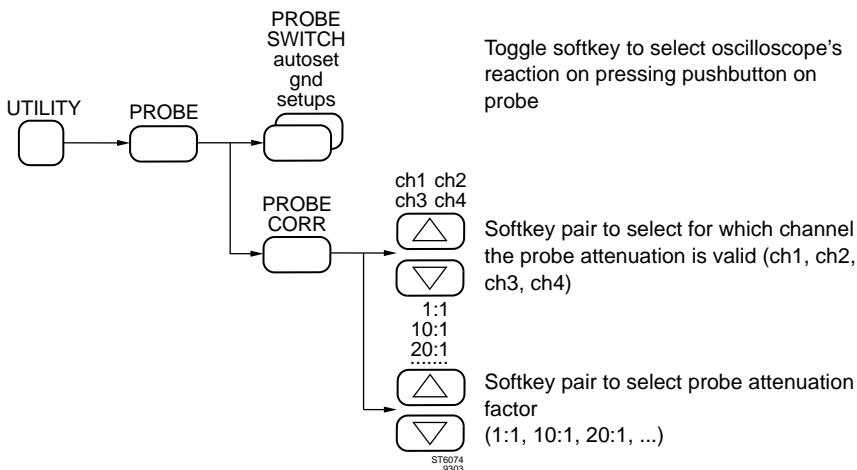 PROBE
SWITCH
autoset
gnd
setups
Toggle softkey to select oscilloscope's
reaction on pressing pushbutton on
probe
UTILITY
PROBE
PROBE
CORR
ch1 ch2
ch3 ch4
Softkey pair to select for which channel
the probe attenuation is valid (ch1, ch2,
ch3, ch4)
1:1
10:1
20:1
.......
Softkey pair to select probe attenuation
factor
(1:1, 10:1, 20:1, ...)
ST6074
9303